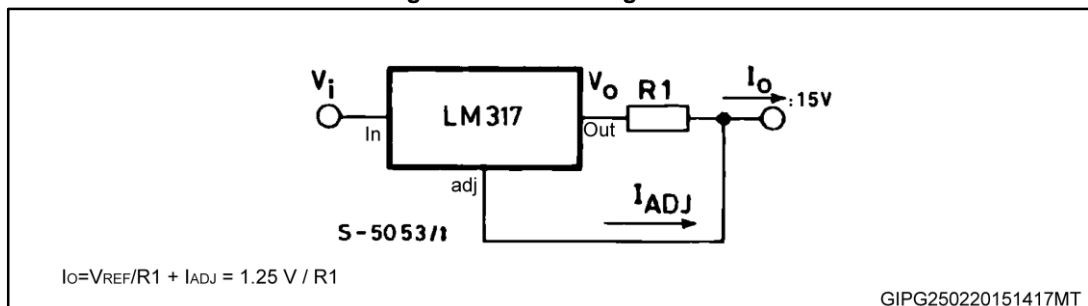 Vi
In
LM317
adj
Vo
Out
R1
Io
:15V
IADJ
S-5053/1
IO=VREF/R1 + IADJ = 1.25 V / R1
GIPG250220151417MT